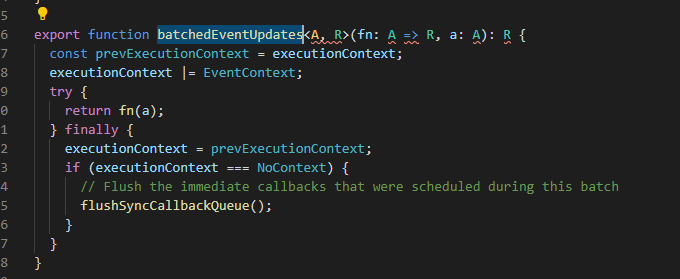 5
6 export function batchedEventUpdates<A, R>(fn: A => R, a: A): R {
7 const prevExecutionContext = executionContext;
8 executionContext |= EventContext;
9 try {
0 return fn(a);
1 } finally {
2 executionContext = prevExecutionContext;
3 if (executionContext === NoContext) {
4 // Flush the immediate callbacks that were scheduled during this batch
5 flushSyncCallbackQueue();
6 }
7 }
8 }